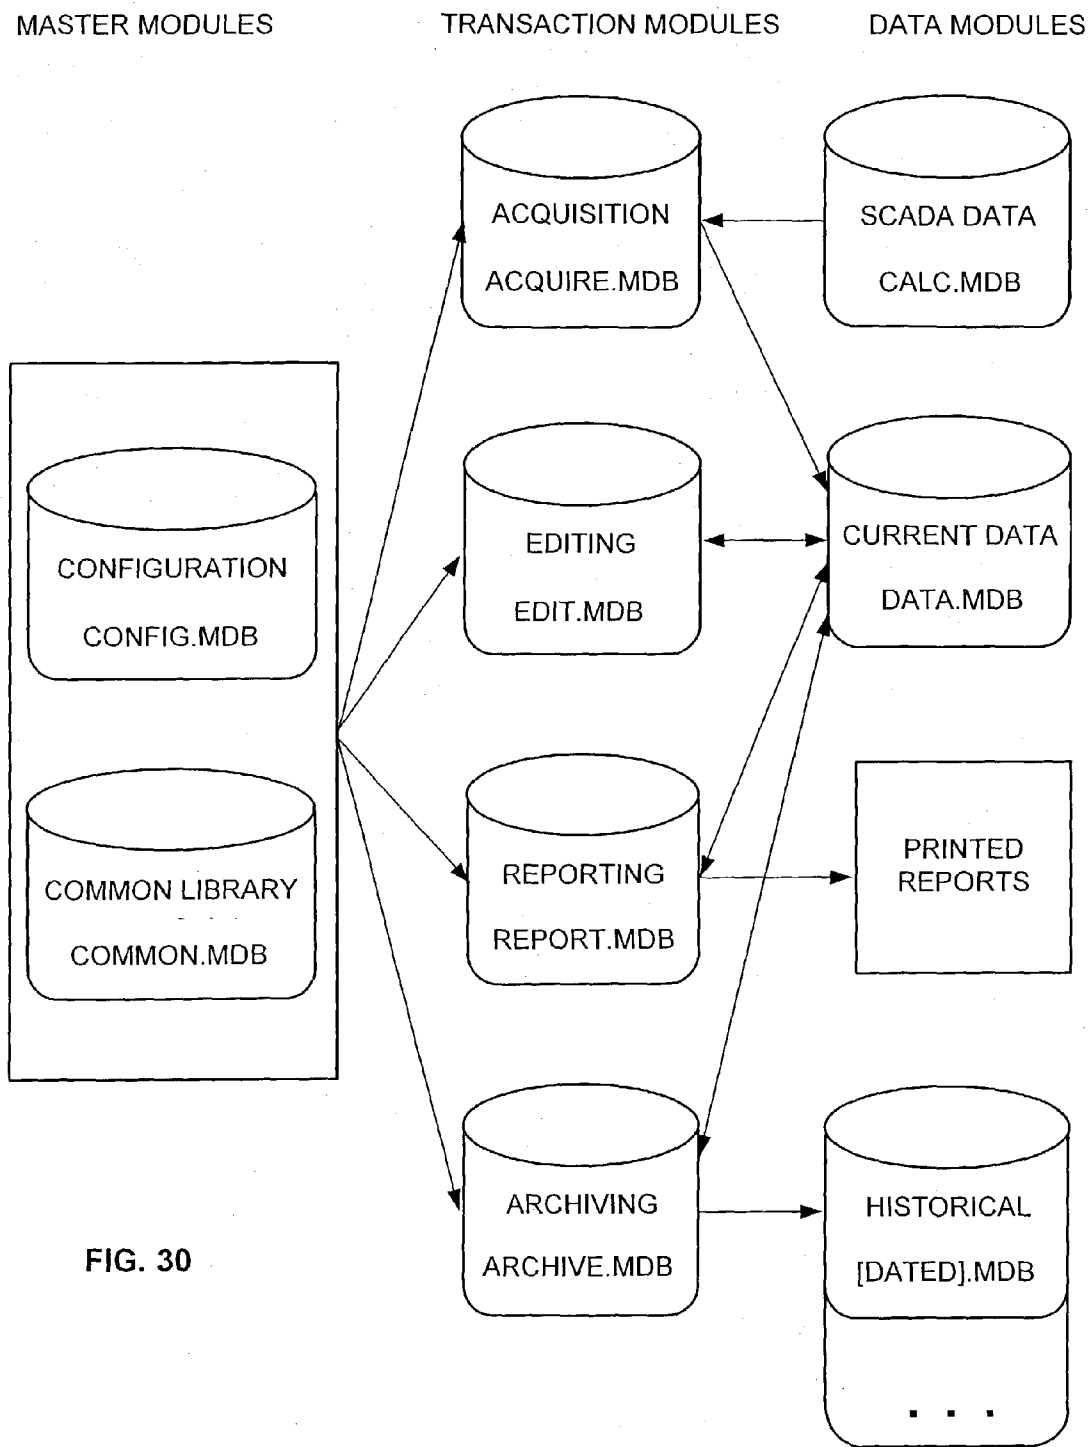 MASTER MODULES
TRANSACTION MODULES
DATA MODULES
ACQUISITION
ACQUIRE.MDB
SCADA DATA
CALC.MDB
CONFIGURATION
CONFIG.MDB
EDITING
EDIT.MDB
CURRENT DATA
DATA.MDB
COMMON LIBRARY
COMMON.MDB
REPORTING
REPORT.MDB
PRINTED
REPORTS
ARCHIVING
ARCHIVE.MDB
HISTORICAL
[DATED].MDB
. . .
FIG. 30